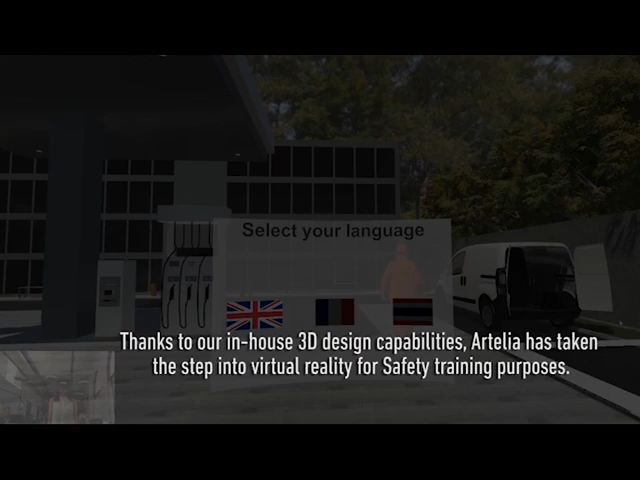 Select your language
Thanks to our in-house 3D design capabilities, Artelia has taken
the step into virtual reality for Safety training purposes.